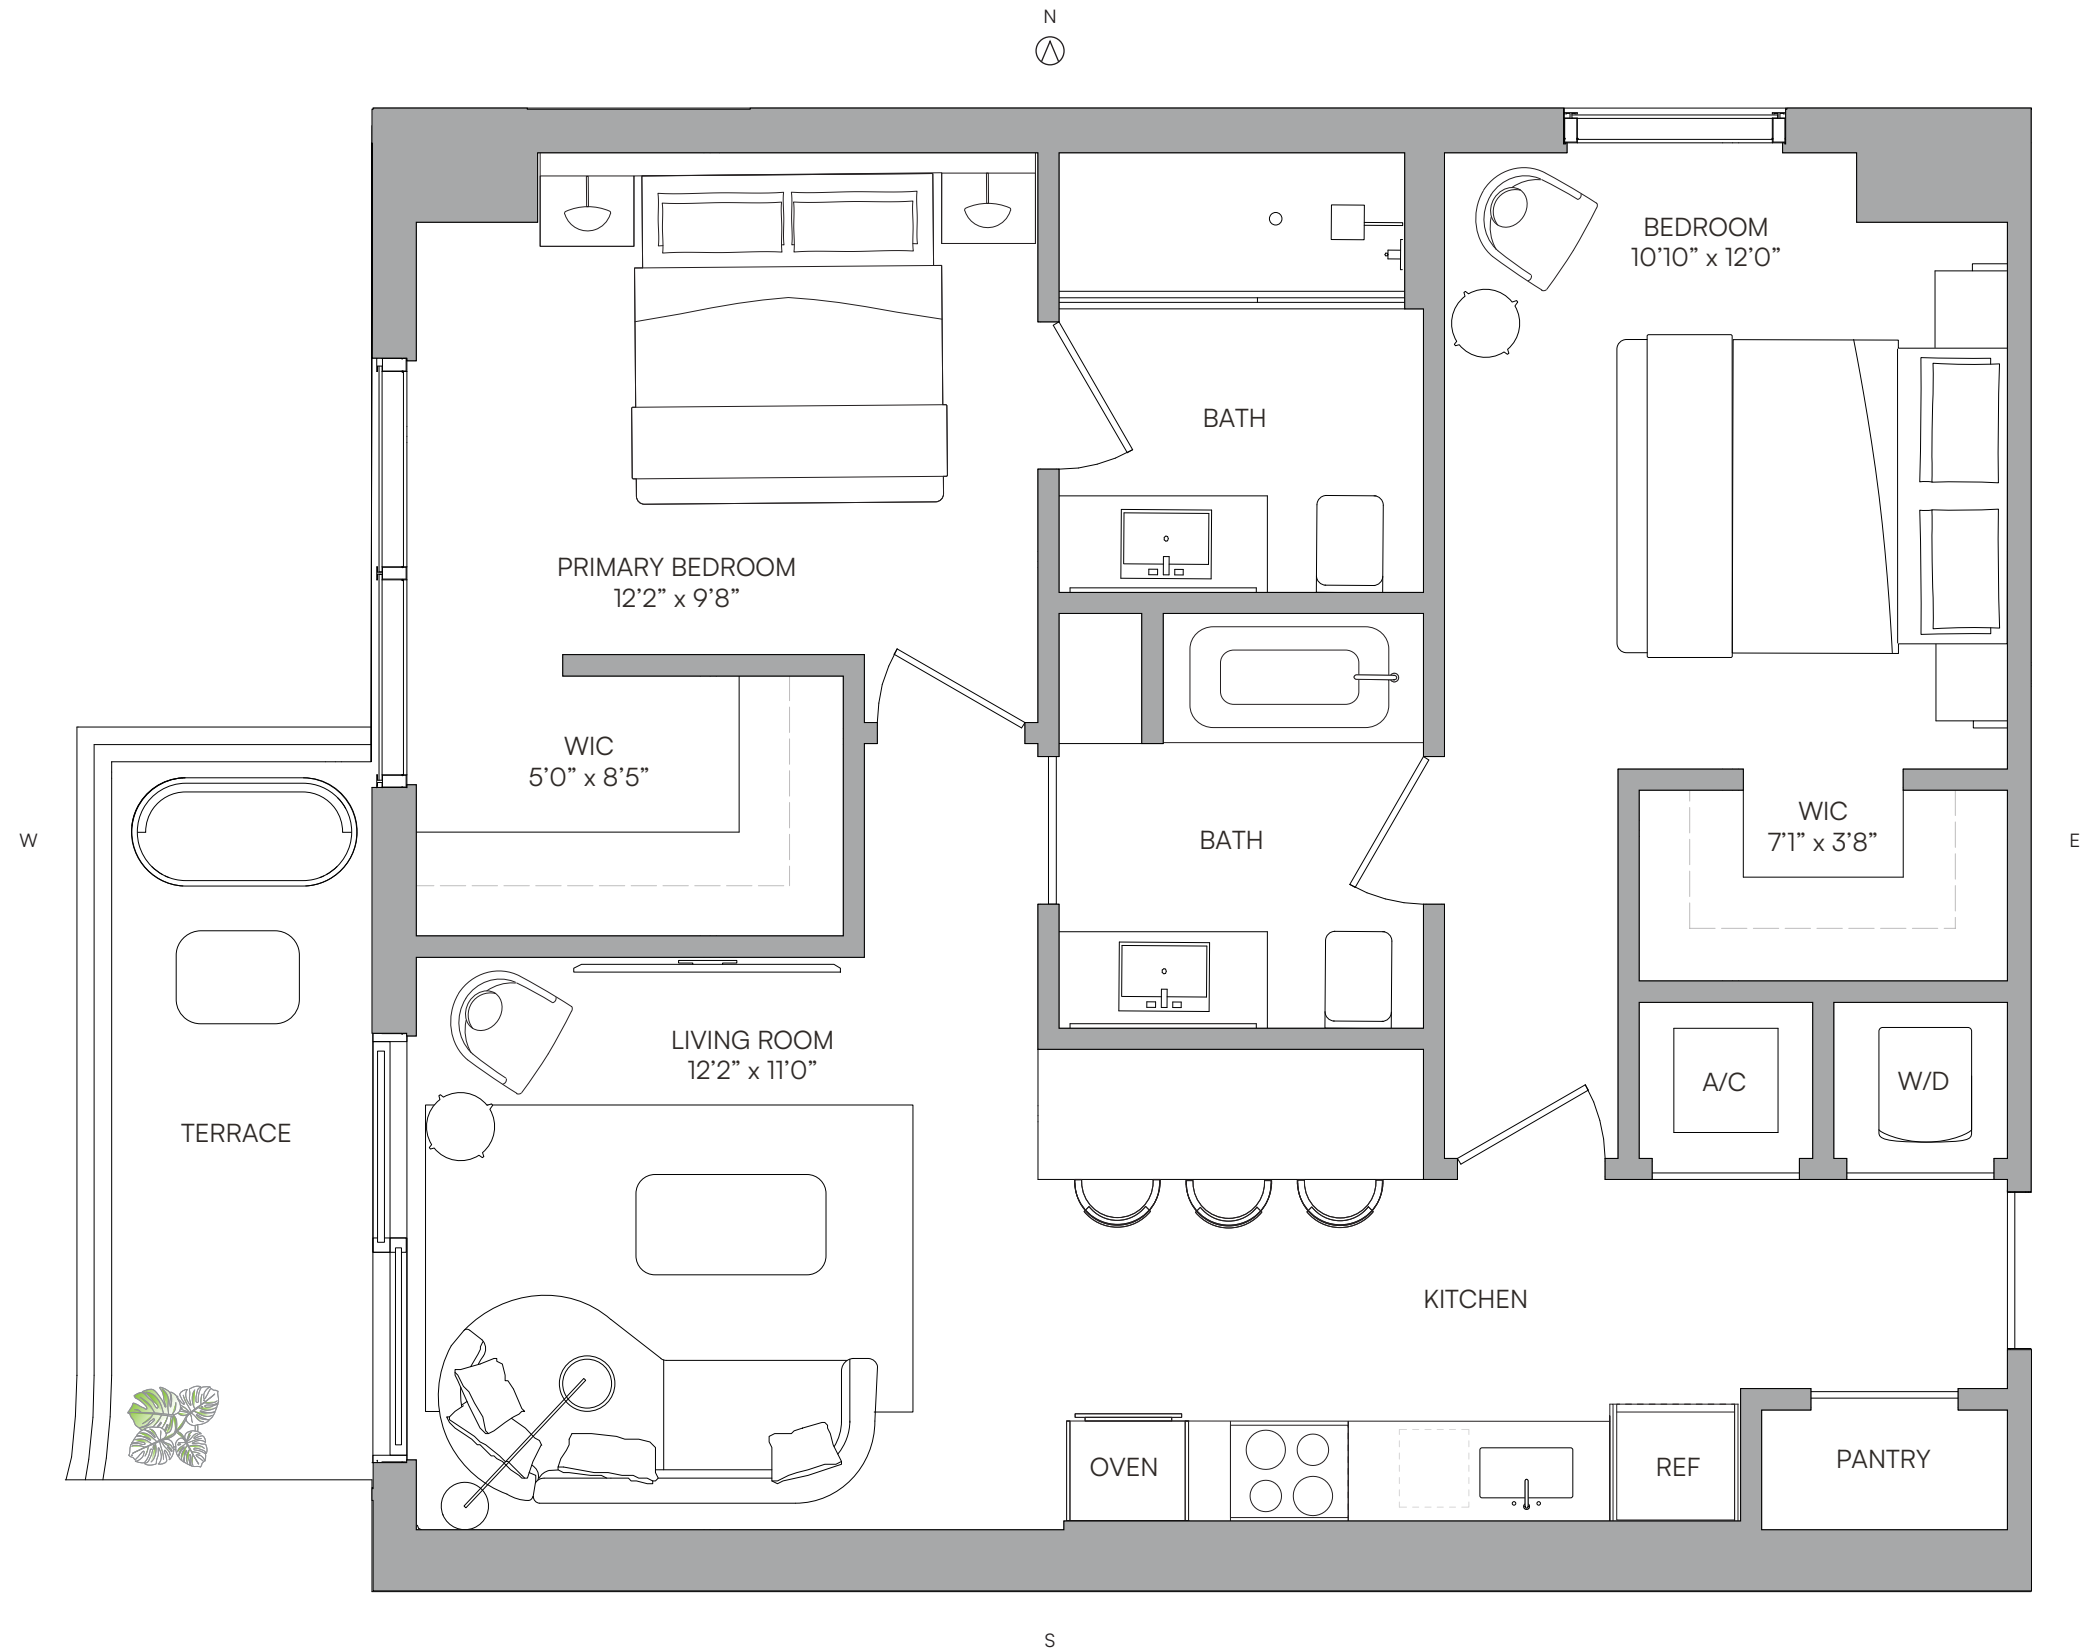 N
BEDROOM
10’10” x 12’0”
BATH
PRIMARY BEDROOM
12’2” x 9’8”
WIC
5’0” x 8’5”
WIC
7’1” x 3’8”
W
BATH
E
LIVING ROOM
12’2” x 11’0”
A/C
W/D
TERRACE
KITCHEN
OVEN
REF
PANTRY
S